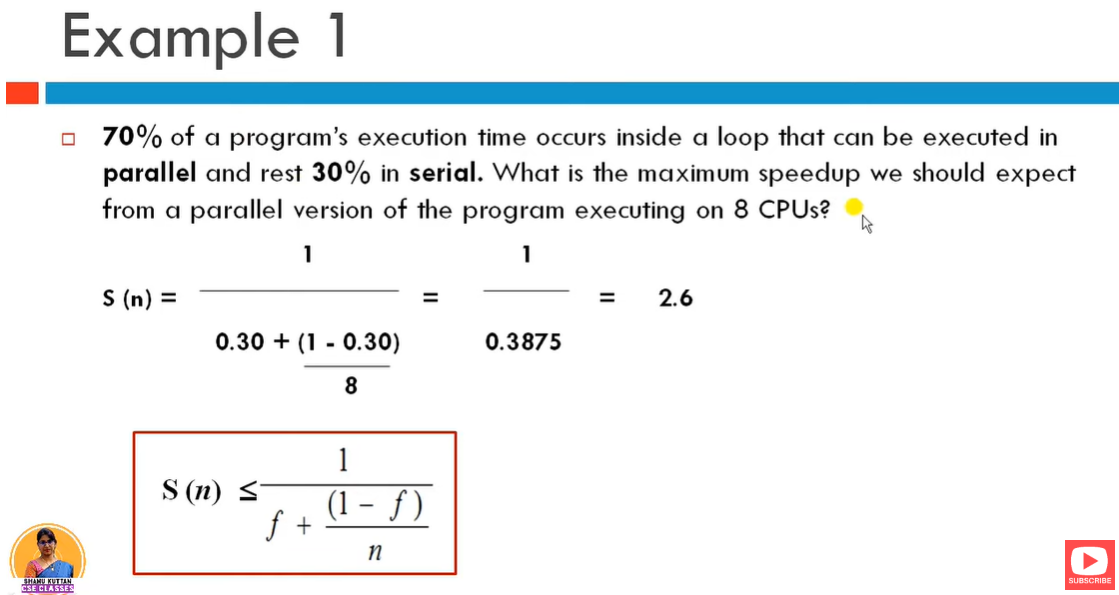 Example 1
70% of a program's execution time occurs inside a loop that can be executed in
parallel and rest 30% in serial. What is the maximum speedup we should expect
from a parallel version of the program executing on 8 CPUs?
1 1
S (n) = = = 2.6
0.30 + (1 - 0.30) 0.3875
8
1
S (n) ≤
(1 − f)
f +
n
SHAMU KUTTAN
CSE CLASSES
SUBSCRIBE